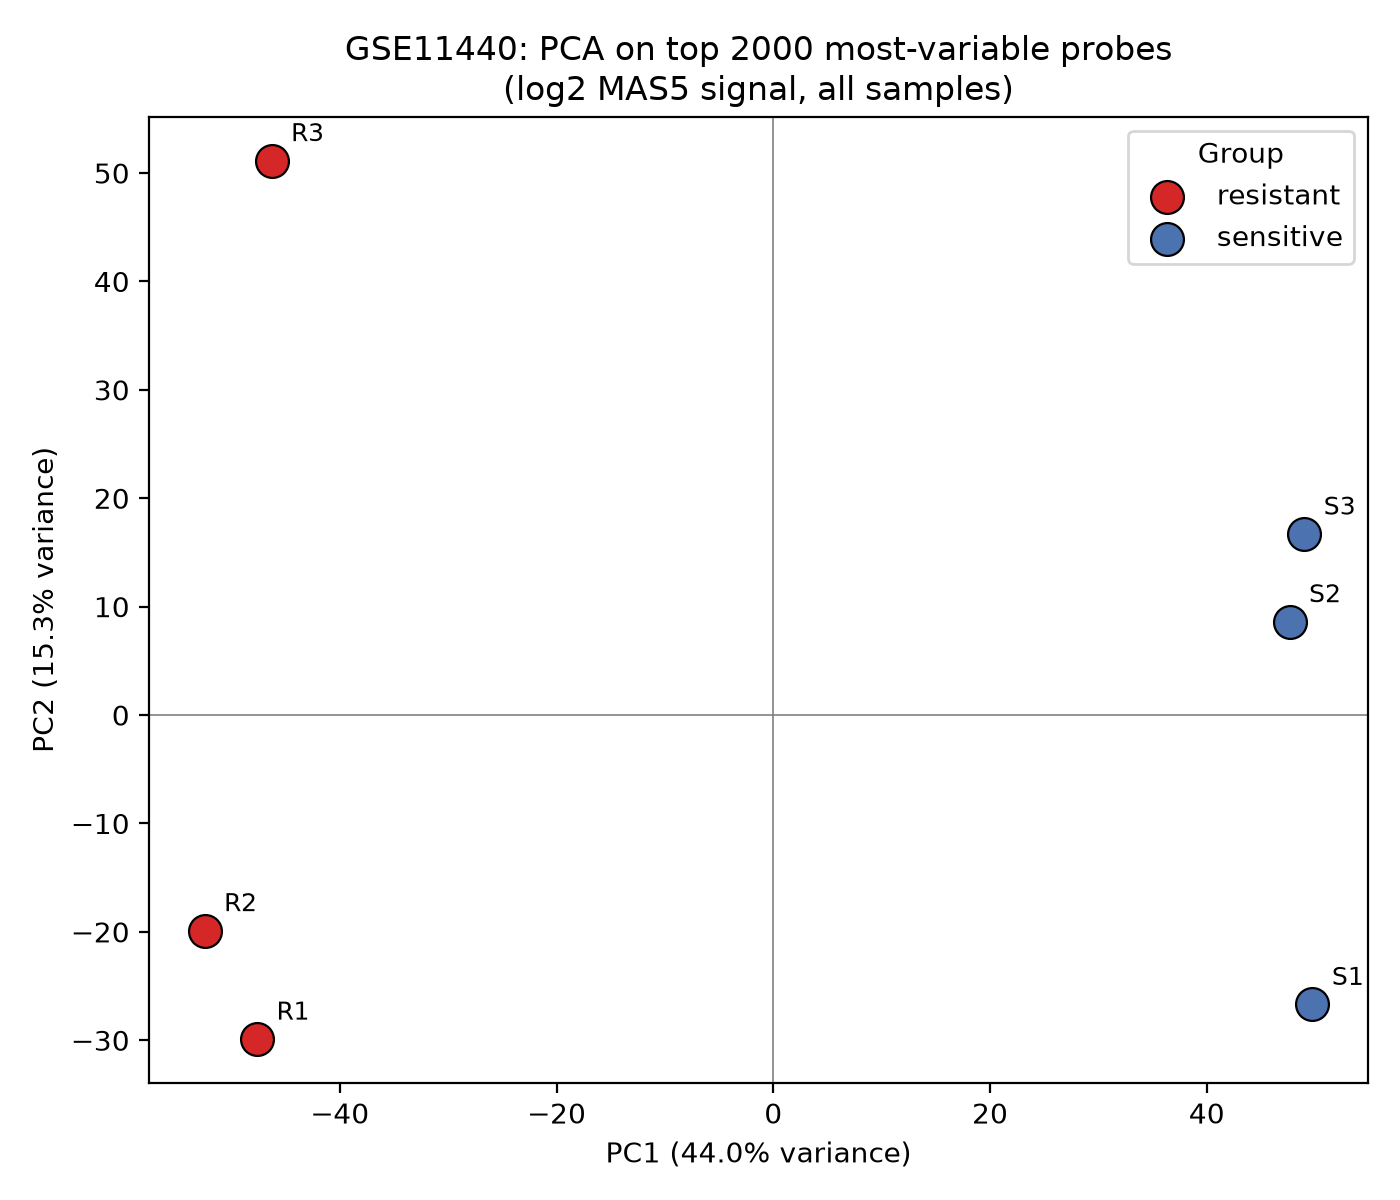 GSE11440: PCA on top 2000 most-variable probes
(log2 MAS5 signal, all samples)
Group
resistant
sensitive
R3
S3
S2
R2
S1
R1
50
40
30
20
10
0
−10
−20
−30
PC2 (15.3% variance)
−40
−20
0
20
40
PC1 (44.0% variance)